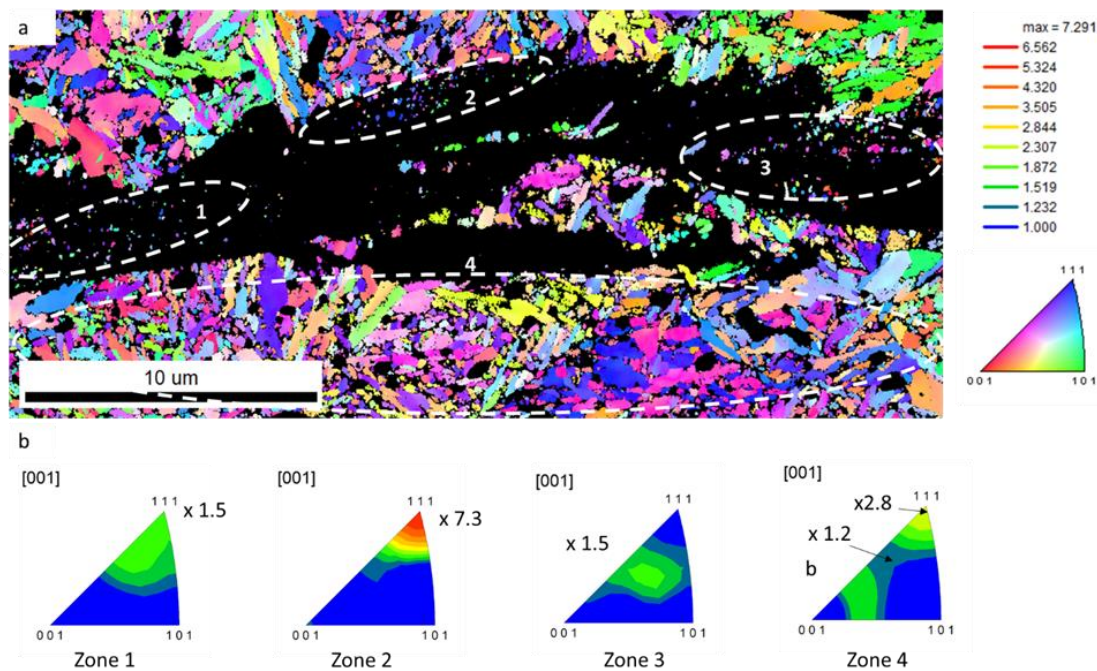 a
2
3
1
4
10 um
max = 7.291
6.562
5.324
4.320
3.505
2.844
2.307
1.872
1.519
1.232
1.000
1 1 1
0 0 1
1 0 1
b
[001]
1 1 1
x 1.5
0 0 1
1 0 1
Zone 1
[001]
1 1 1
x 7.3
0 0 1
1 0 1
Zone 2
[001]
1 1 1
x 1.5
0 0 1
1 0 1
Zone 3
[001]
1 1 1
x2.8
x 1.2
b
0 0 1
1 0 1
Zone 4